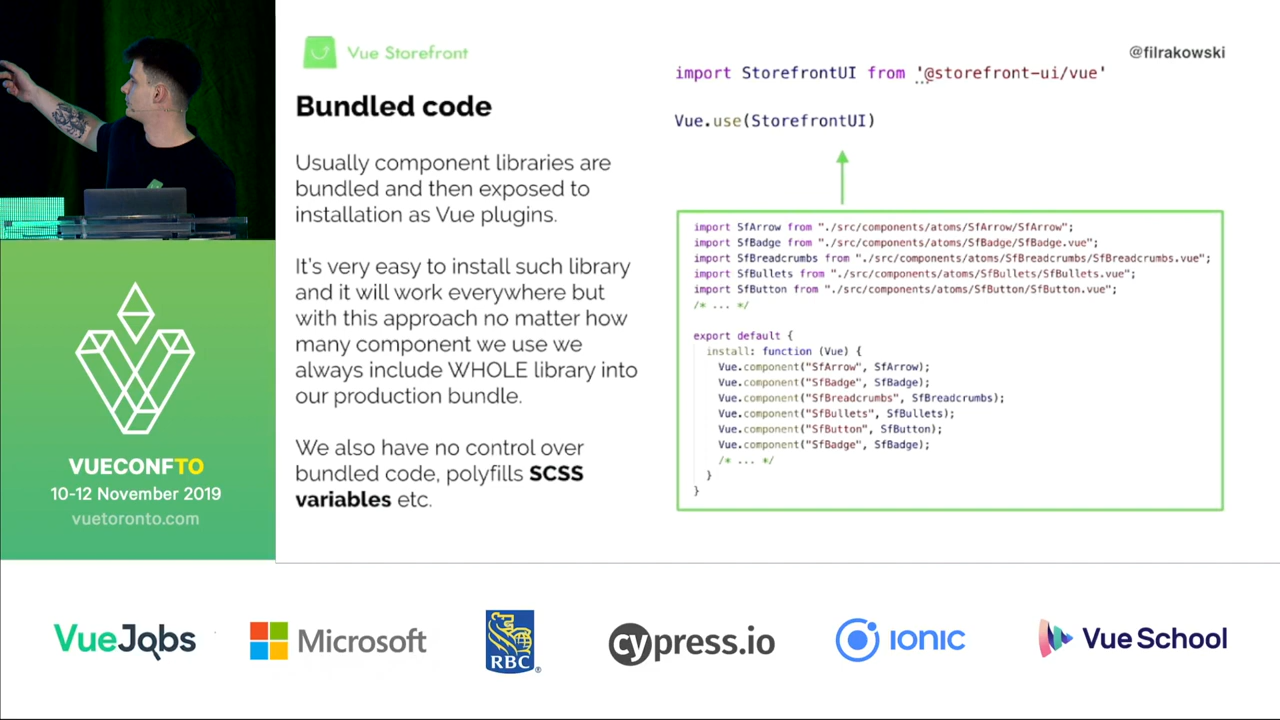 Vue Storefront
@filrakowski
Bundled code
Usually component libraries are
bundled and then exposed to
installation as Vue plugins.
It's very easy to install such library
and it will work everywhere but
with this approach no matter how
many component we use we
always include WHOLE library into
our production bundle.
We also have no control over
bundled code, polyfills SCSS
variables etc.
import StorefrontUI from '@storefront-ui/vue'
Vue.use(StorefrontUI)
import SfArrow from "./src/components/atoms/SfArrow/SfArrow";
import SfBadge from "./src/components/atoms/SfBadge/SfBadge.vue";
import SfBreadcrumbs from "./src/components/atoms/SfBreadcrumbs/SfBreadcrumbs.vue";
import SfBullets from "./src/components/atoms/SfBullets/SfBullets.vue";
import SfButton from "./src/components/atoms/SfButton/SfButton.vue";
/* ... */
export default {
install: function (Vue) {
Vue.component("SfArrow", SfArrow);
Vue.component("SfBadge", SfBadge);
Vue.component("SfBreadcrumbs", SfBreadcrumbs);
Vue.component("SfBullets", SfBullets);
Vue.component("SfButton", SfButton);
Vue.component("SfBadge", SfBadge);
/* ... */
}
}
VUECONFTO
10-12 November 2019
vuetoronto.com
VueJobs
Microsoft
RBC
®
cypress.io
IONIC
Vue School